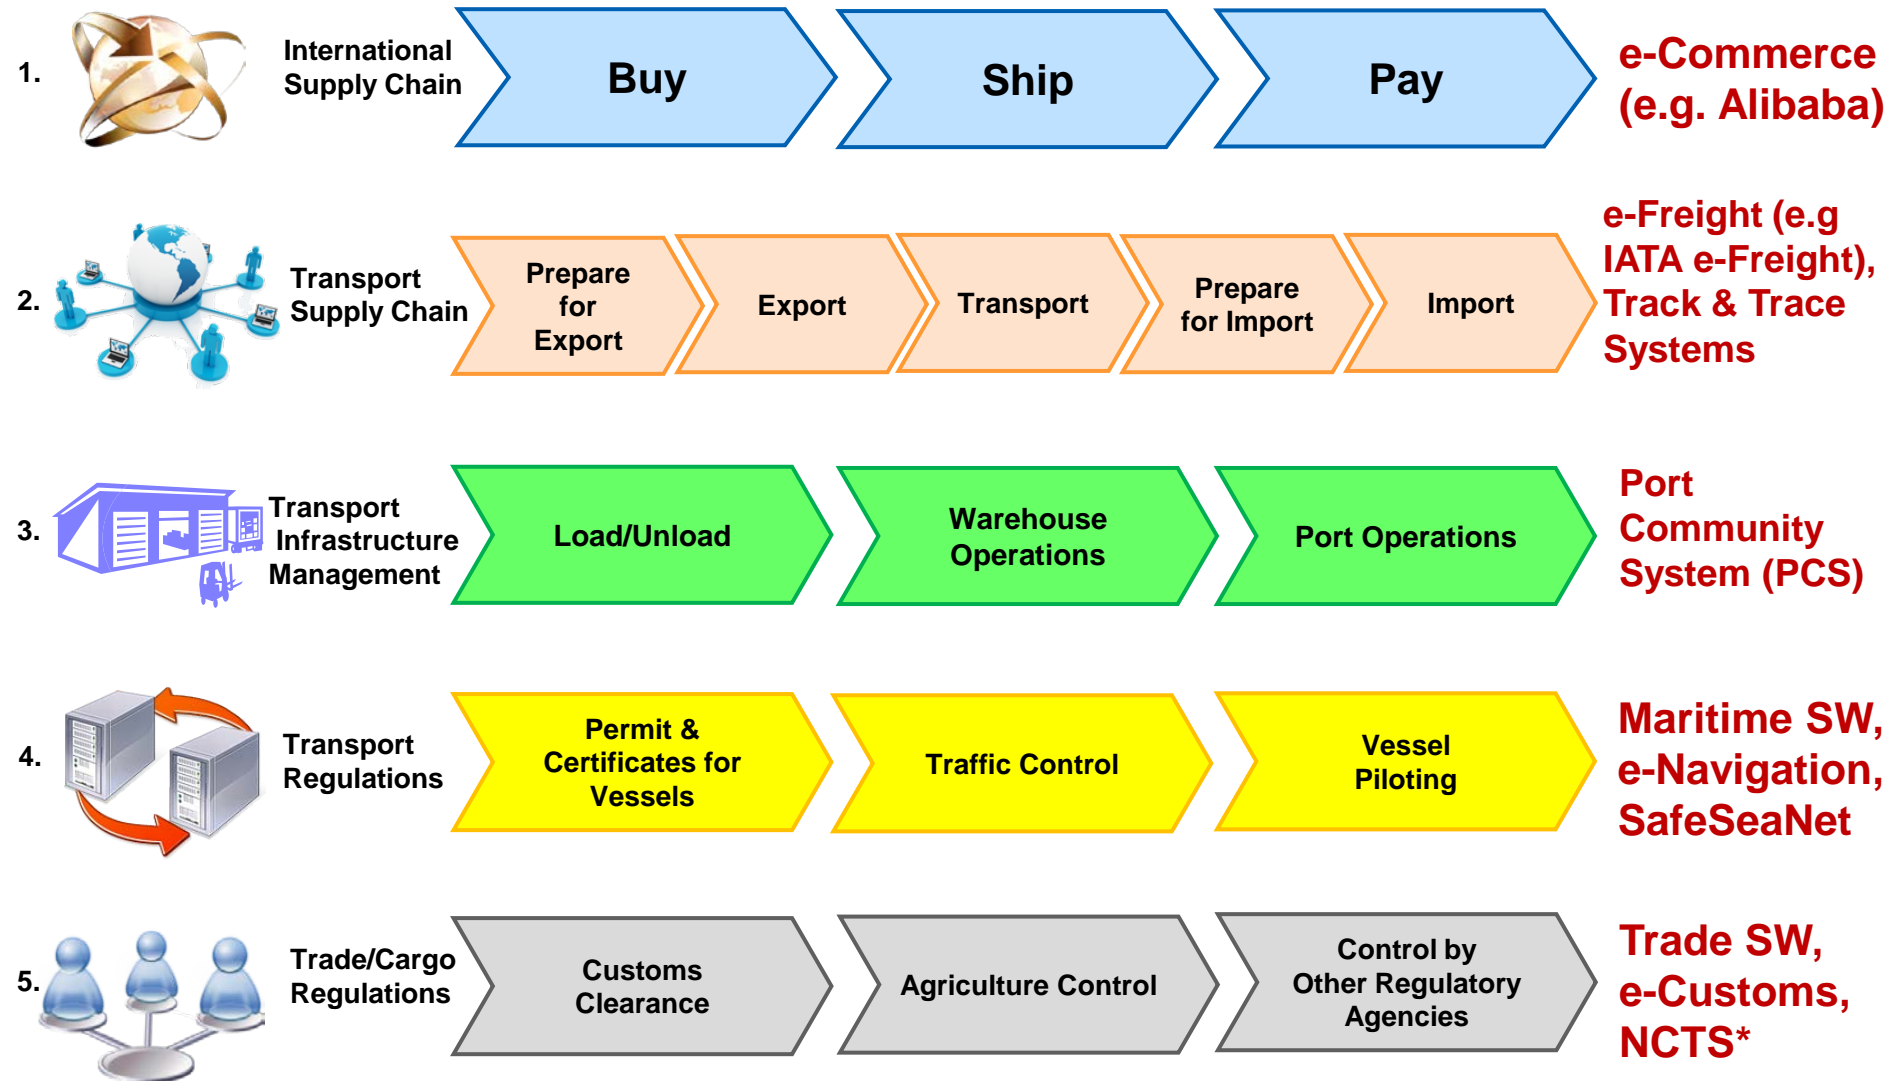 1.
International
Supply Chain
Buy
Ship
Pay
e-Commerce
(e.g. Alibaba)
2.
Transport
Supply Chain
Prepare
for
Export
Export
Transport
Prepare
for Import
Import
e-Freight (e.g
IATA e-Freight),
Track & Trace
Systems
3.
Transport
Infrastructure
Management
Load/Unload
Warehouse
Operations
Port Operations
Port
Community
System (PCS)
4.
Transport
Regulations
Permit &
Certificates for
Vessels
Traffic Control
Vessel
Piloting
Maritime SW,
e-Navigation,
SafeSeaNet
5.
Trade/Cargo
Regulations
Customs
Clearance
Agriculture Control
Control by
Other Regulatory
Agencies
Trade SW,
e-Customs,
NCTS*